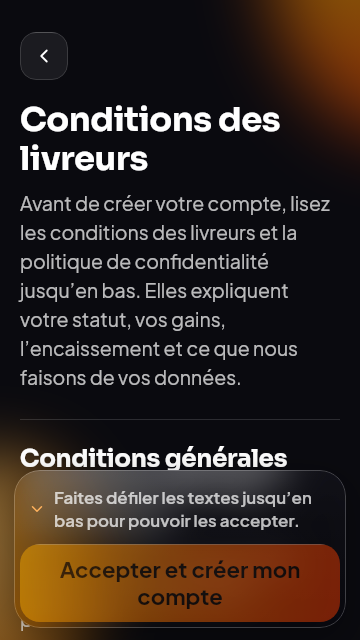 Conditions des
livreurs
Avant de créer votre compte, lisez
les conditions des livreurs et la
politique de confidentialité
jusqu’en bas. Elles expliquent
votre statut, vos gains,
l’encaissement et ce que nous
faisons de vos données.
Conditions générales
Faites défiler les textes jusqu’en
bas pour pouvoir les accepter.
Accepter et créer mon
compte